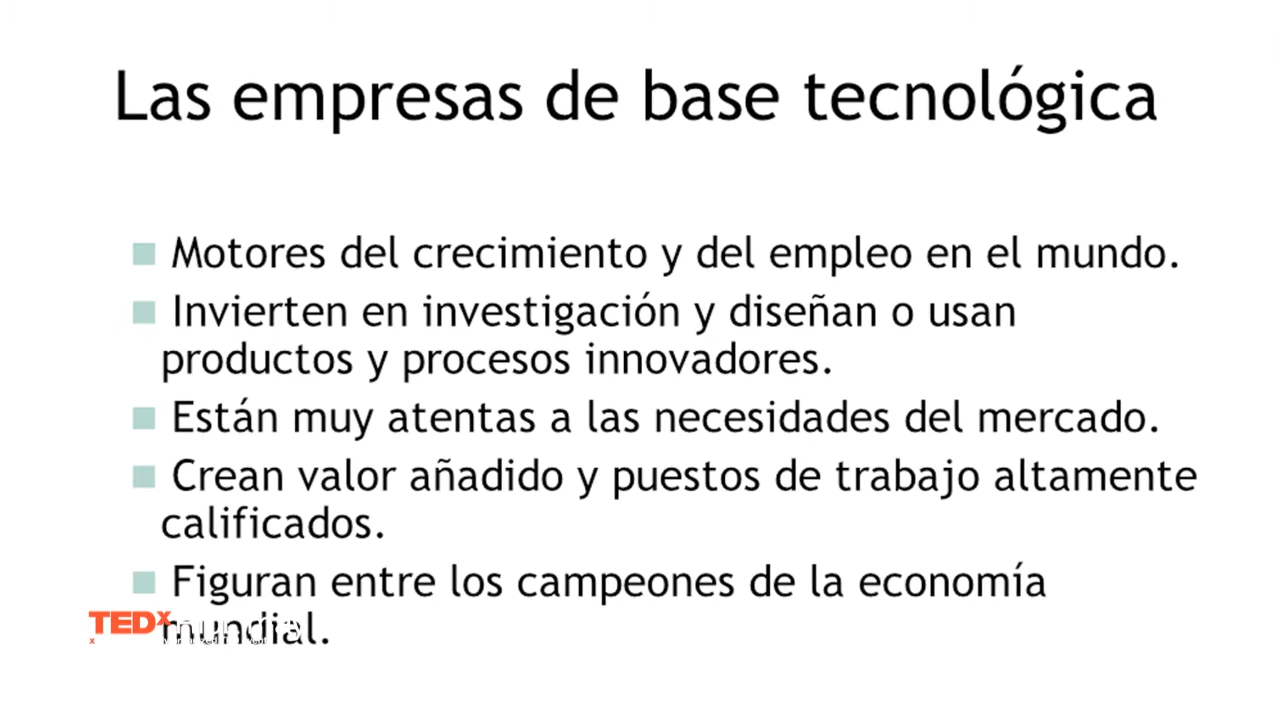 Las empresas de base tecnológica
Motores del crecimiento y del empleo en el mundo.
Invierten en investigación y diseñan o usan
productos y procesos innovadores.
Están muy atentas a las necesidades del mercado.
Crean valor añadido y puestos de trabajo altamente
calificados.
Figuran entre los campeones de la economía
mundial.
TEDx